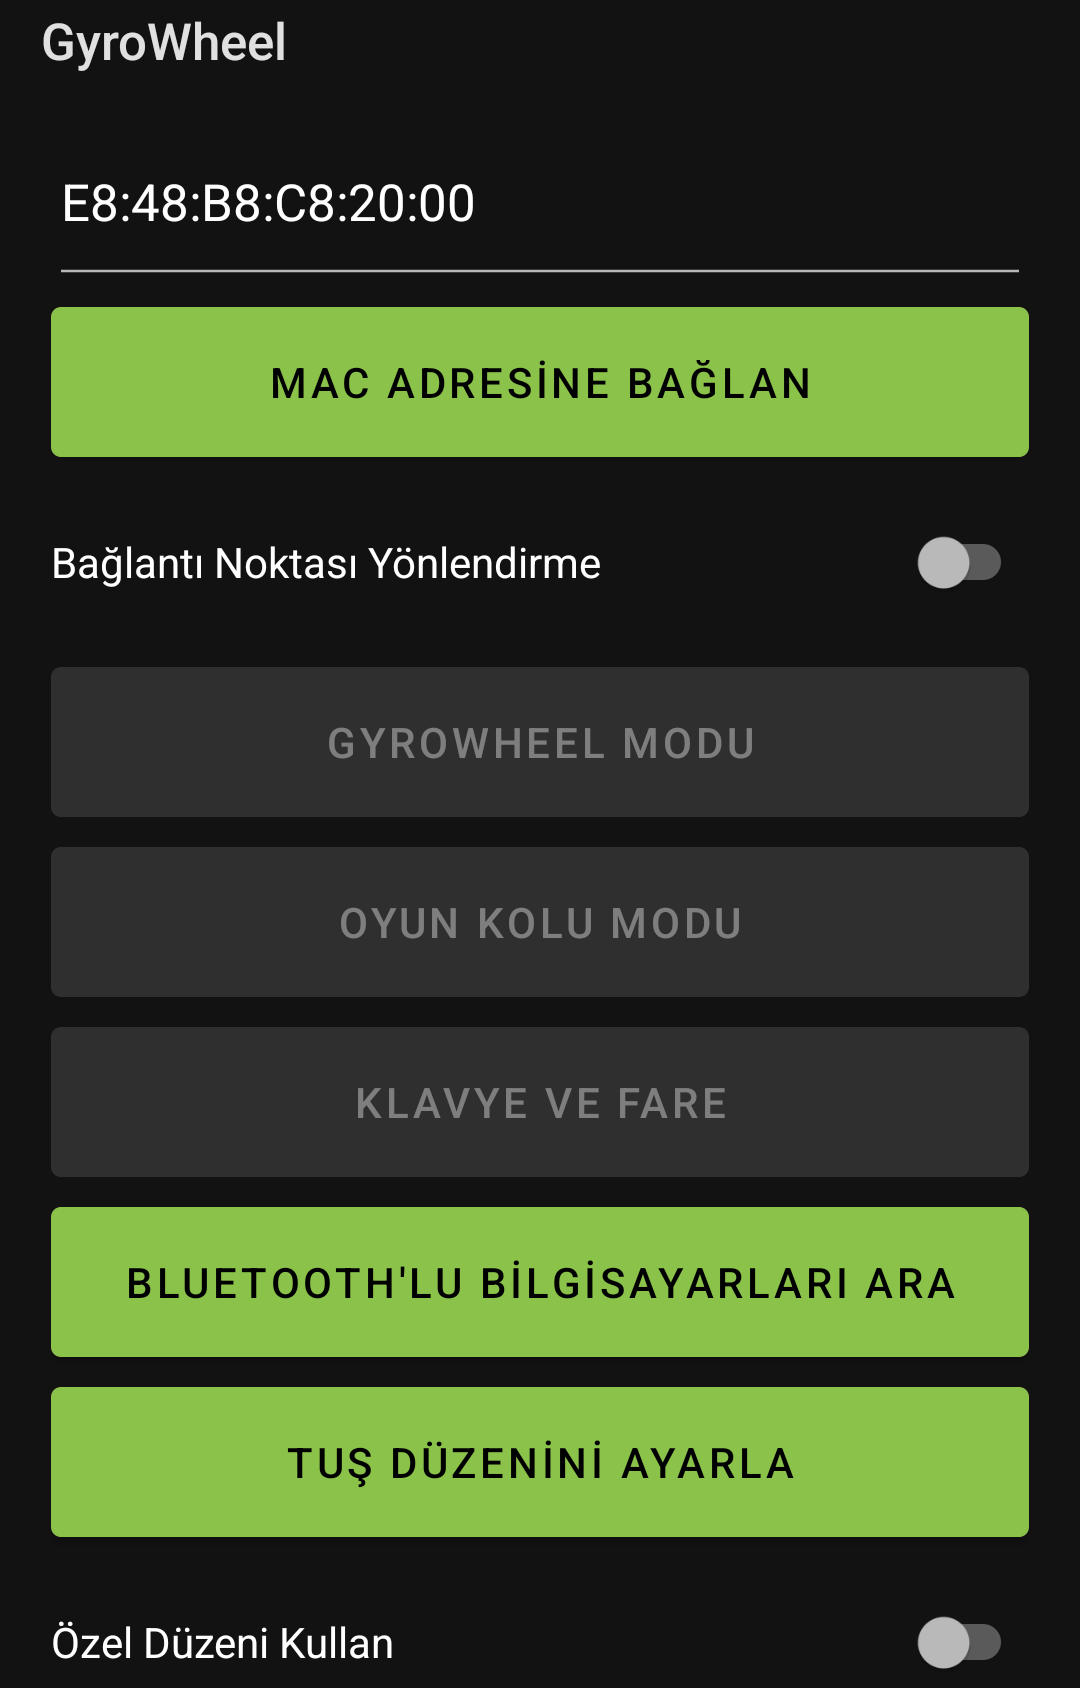 GyroWheel
E8:48:B8:C8:20:00
MAC ADRESİNE BAĞLAN
Bağlantı Noktası Yönlendirme
GYROWHEEL MODU
OYUN KOLU MODU
KLAVYE VE FARE
BLUETOOTH'LU BİLGİSAYARLARI ARA
TUŞ DÜZENİNİ AYARLA
Özel Düzeni Kullan